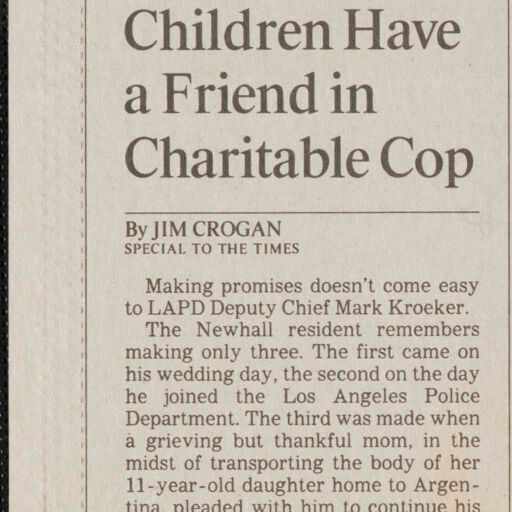 Children Have
a Friend in
Charitable Cop
By JIM CROGAN
SPECIAL TO THE TIMES
Making promises doesn't come easy
to LAPD Deputy Chief Mark Kroeker.
The Newhall resident remembers
making only three. The first came on
his wedding day, the second on the day
he joined the Los Angeles Police
Department. The third was made when
a grieving but thankful mom, in the
midst of transporting the body of her
11-year-old daughter home to Argen-
tina, pleaded with him to continue his